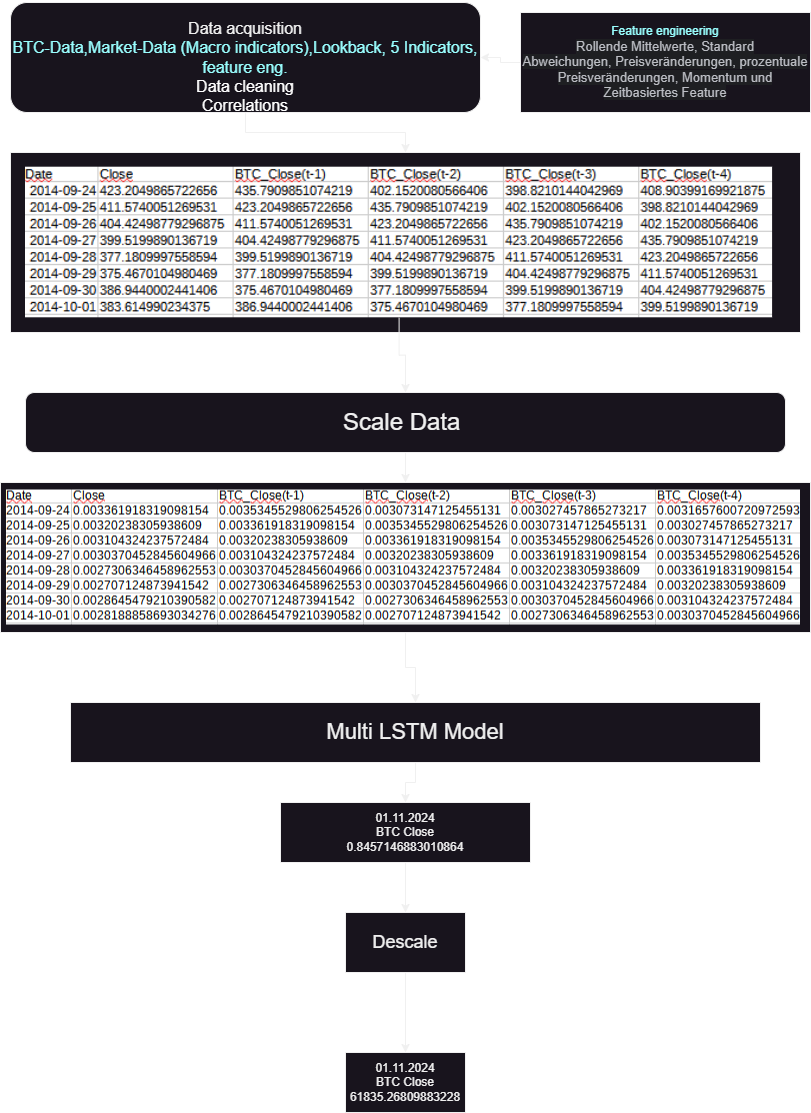 Data acquisition
BTC-Data,Market-Data (Macro indicators),Lookback, 5 Indicators,
feature eng.
Data cleaning
Correlations
Feature engineering
Rollende Mittelwerte, Standard
Abweichungen, Preisveränderungen, prozentuale
Preisveränderungen, Momentum und
Zeitbasiertes Feature
Date Close BTC_Close(t-1) BTC_Close(t-2) BTC_Close(t-3) BTC_Close(t-4)
2014-09-24 423.2049865722656 435.7909851074219 402.1520080566406 398.8210144042969 408.90399169921875
2014-09-25 411.5740051269531 423.2049865722656 435.7909851074219 402.1520080566406 398.8210144042969
2014-09-26 404.42498779296875 411.5740051269531 423.2049865722656 435.7909851074219 402.1520080566406
2014-09-27 399.5199890136719 404.42498779296875 411.5740051269531 423.2049865722656 435.7909851074219
2014-09-28 377.1809997558594 399.5199890136719 404.42498779296875 411.5740051269531 423.2049865722656
2014-09-29 375.4670104980469 377.1809997558594 399.5199890136719 404.42498779296875 411.5740051269531
2014-09-30 386.9440002441406 375.4670104980469 377.1809997558594 399.5199890136719 404.42498779296875
2014-10-01 383.614990234375 386.9440002441406 375.4670104980469 377.1809997558594 399.5199890136719
Scale Data
Date Close BTC_Close(t-1) BTC_Close(t-2) BTC_Close(t-3) BTC_Close(t-4)
2014-09-24 0.003361918319098154 0.0035345529806254526 0.003073147125455131 0.003027457865273217 0.0031657600720972593
2014-09-25 0.00320238305938609 0.003361918319098154 0.0035345529806254526 0.003073147125455131 0.003027457865273217
2014-09-26 0.003104324237572484 0.00320238305938609 0.003361918319098154 0.0035345529806254526 0.003073147125455131
2014-09-27 0.0030370452845604966 0.003104324237572484 0.00320238305938609 0.003361918319098154 0.0035345529806254526
2014-09-28 0.0027306346458962553 0.0030370452845604966 0.003104324237572484 0.00320238305938609 0.003361918319098154
2014-09-29 0.002707124873941542 0.0027306346458962553 0.0030370452845604966 0.003104324237572484 0.00320238305938609
2014-09-30 0.0028645479210390582 0.002707124873941542 0.0027306346458962553 0.0030370452845604966 0.003104324237572484
2014-10-01 0.0028188858693034276 0.0028645479210390582 0.002707124873941542 0.0027306346458962553 0.0030370452845604966
Multi LSTM Model
01.11.2024
BTC Close
0.8457146883010864
Descale
01.11.2024
BTC Close
61835.26809883228